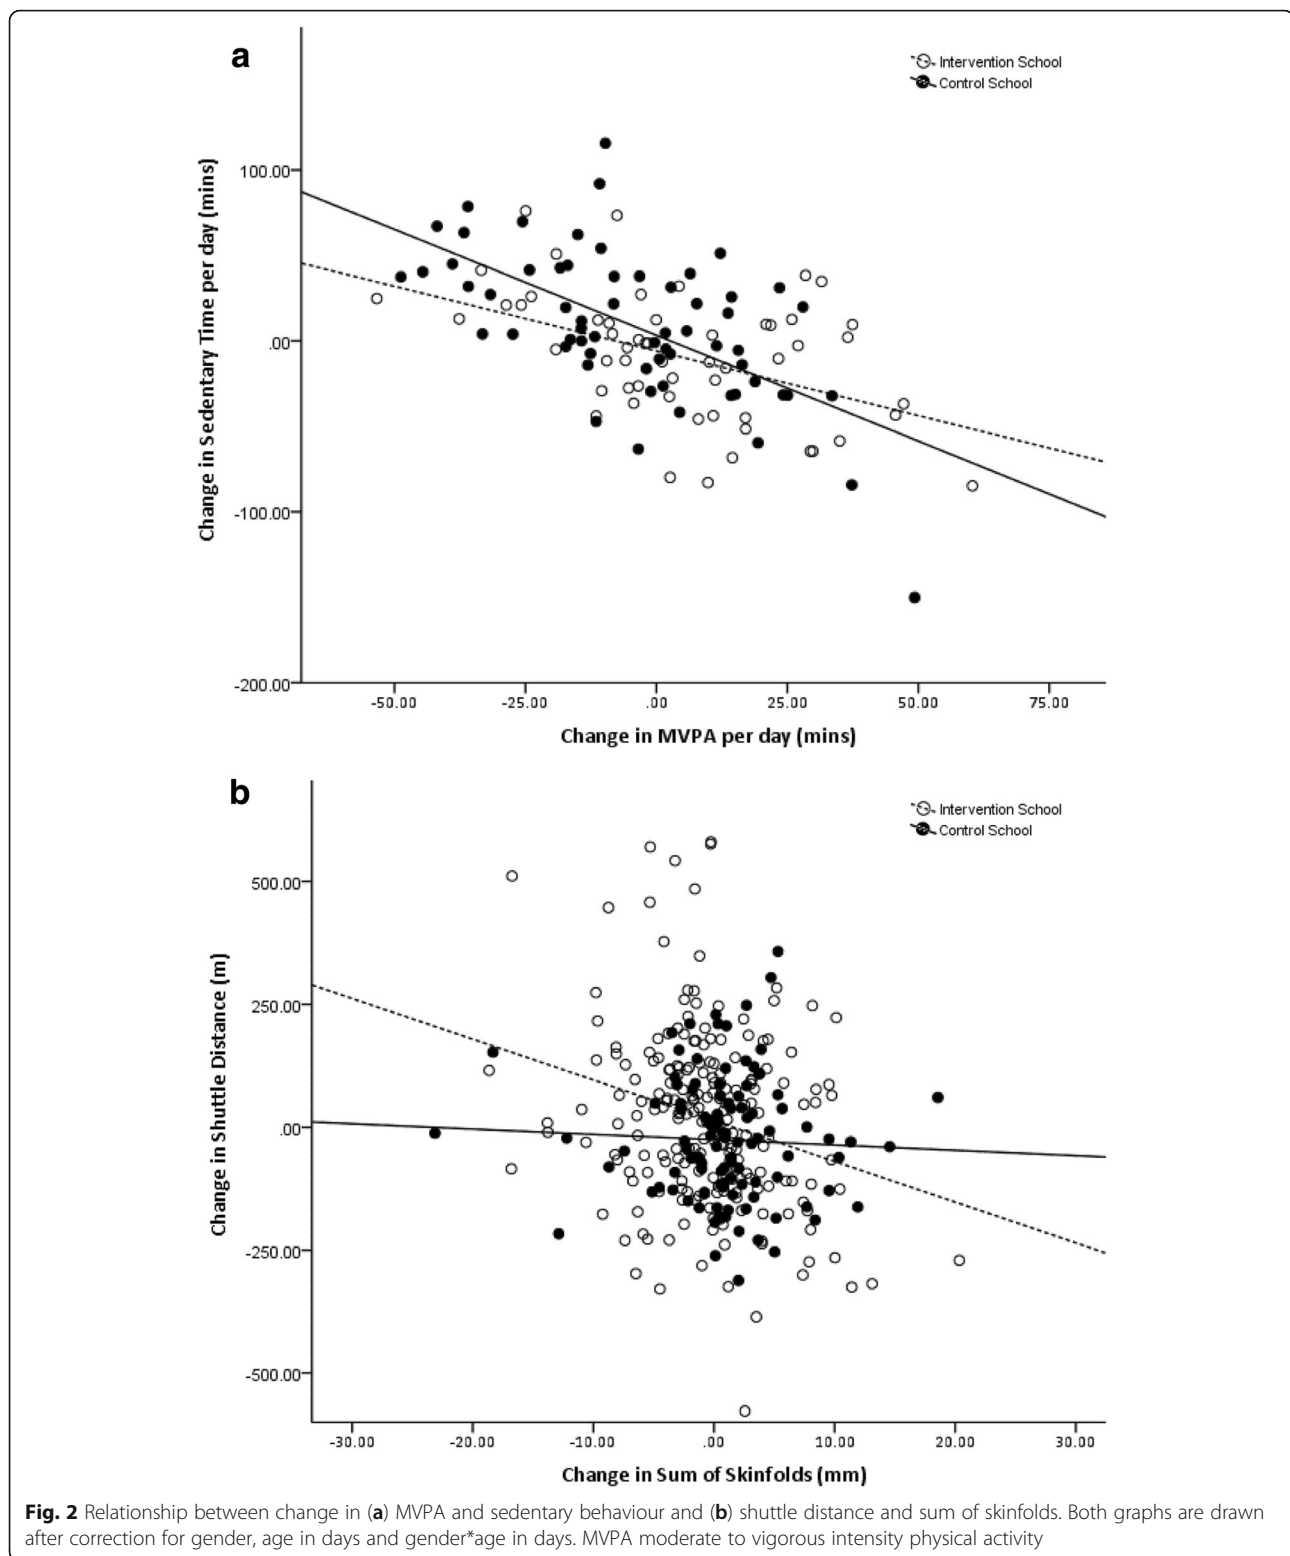 a
Intervention School
Control School
Change in Sedentary Time per day (mins)
100.00
.00
-100.00
-200.00
-50.00 -25.00 .00 25.00 50.00 75.00
Change in MVPA per day (mins)
b
Intervention School
Control School
Change in Shuttle Distance (m)
500.00
250.00
.00
-250.00
-500.00
-30.00 -20.00 -10.00 .00 10.00 20.00 30.00
Change in Sum of Skinfolds (mm)
Fig. 2 Relationship between change in (a) MVPA and sedentary behaviour and (b) shuttle distance and sum of skinfolds. Both graphs are drawn
after correction for gender, age in days and gender*age in days. MVPA moderate to vigorous intensity physical activity